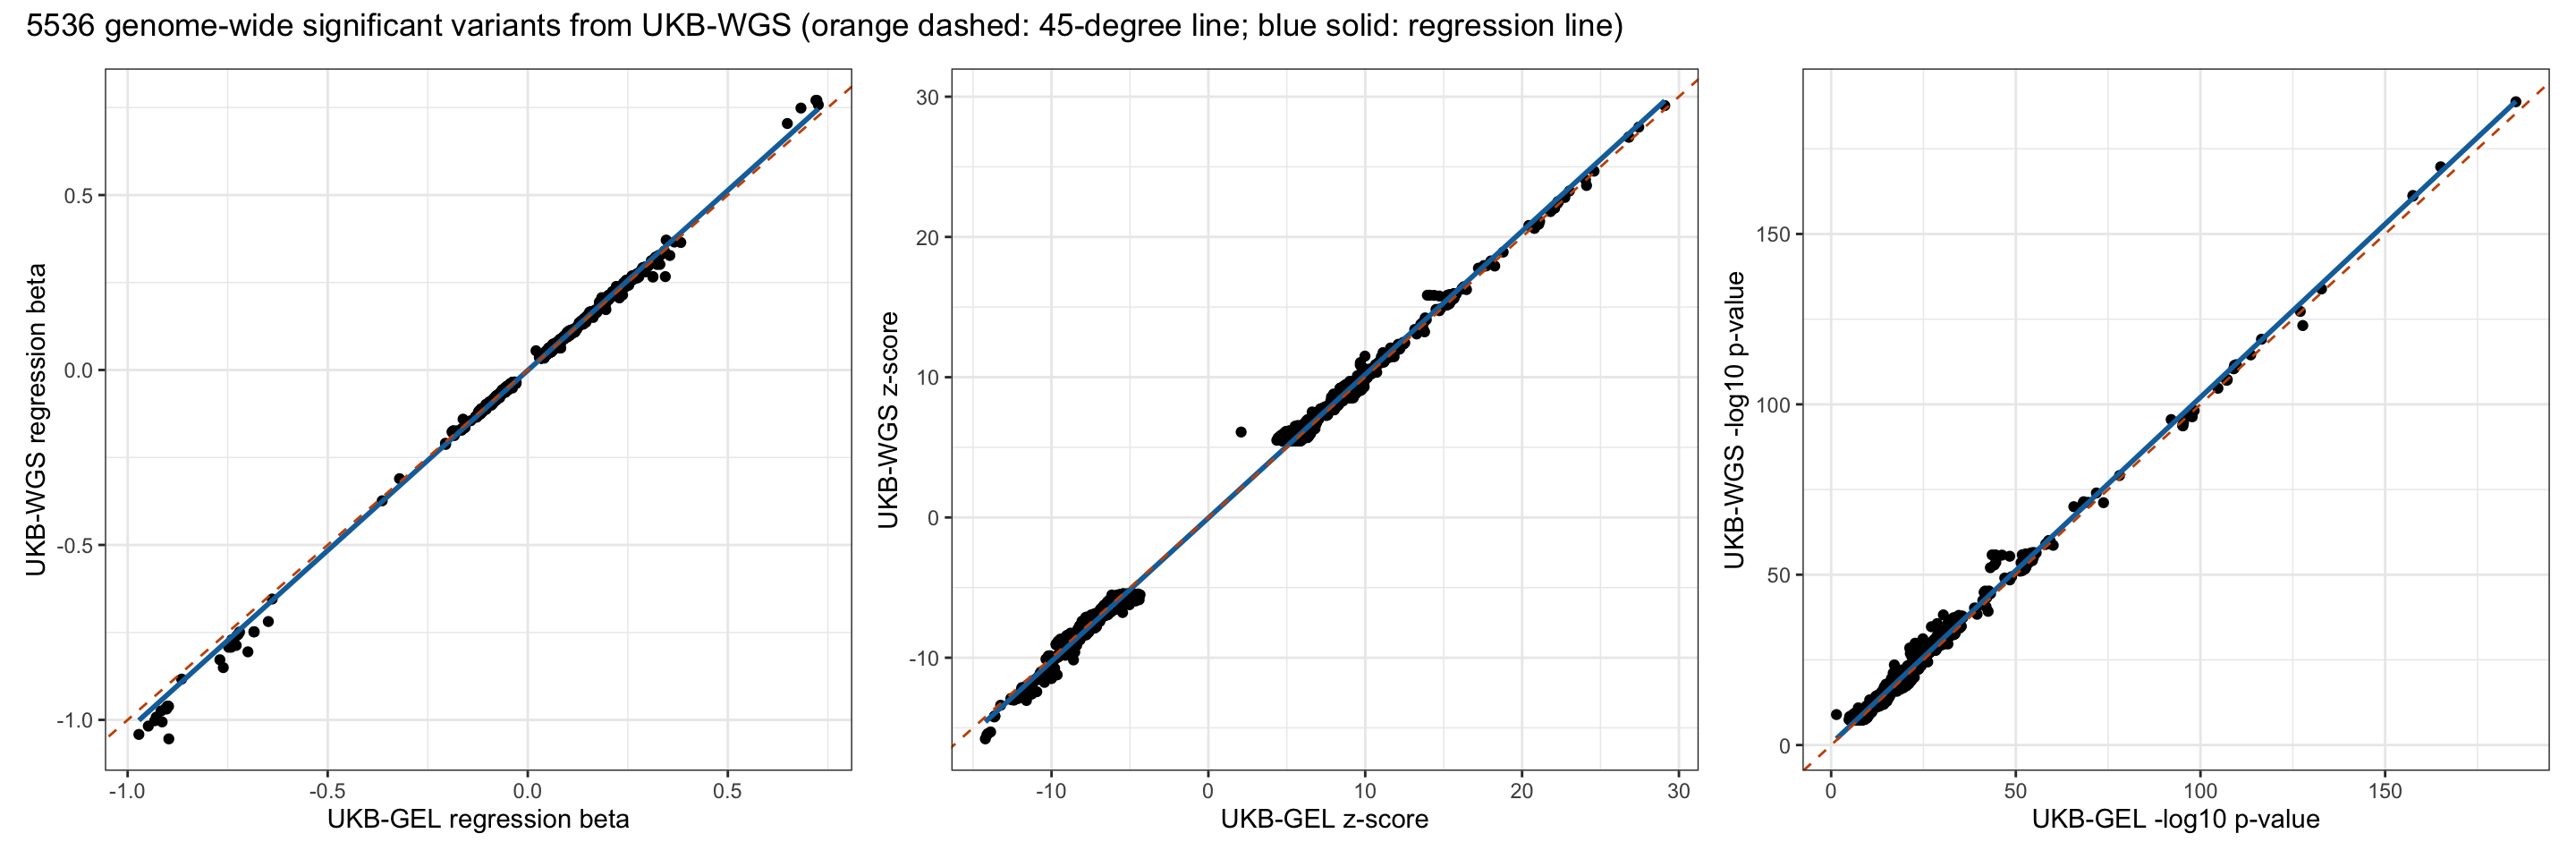 5536 genome-wide significant variants from UKB-WGS (orange dashed: 45-degree line; blue solid: regression line)
UKB-WGS regression beta
0.5
0.0
-0.5
-1.0
-1.0 -0.5 0.0 0.5
UKB-GEL regression beta
UKB-WGS z-score
30
20
10
0
-10
-10 0 10 20 30
UKB-GEL z-score
UKB-WGS -log10 p-value
150
100
50
0
0 50 100 150
UKB-GEL -log10 p-value